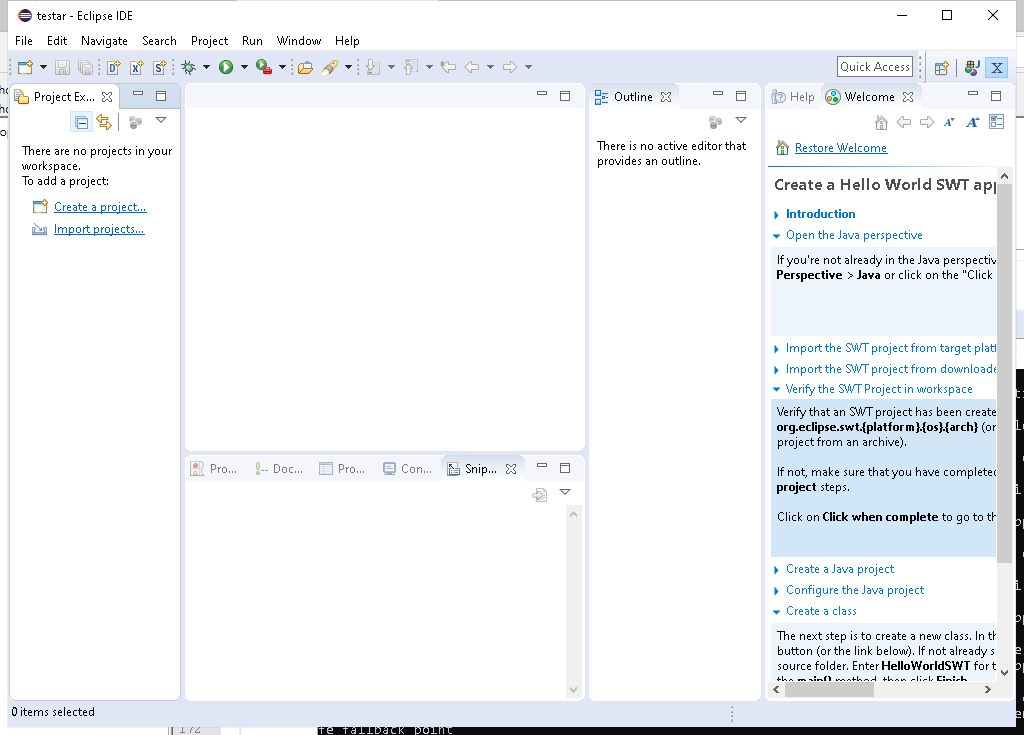 testar - Eclipse IDE
File Edit Navigate Search Project Run Window Help
Quick Access
Project Ex...
There are no projects in your
workspace.
To add a project:
Create a project...
Import projects...
Outline
There is no active editor that
provides an outline.
Help Welcome
Restore Welcome
Create a Hello World SWT app
Introduction
Open the Java perspective
If you're not already in the Java perspectiv
Perspective > Java or click on the "Click
Import the SWT project from target platf
Import the SWT project from downloade
Verify the SWT Project in workspace
Verify that an SWT project has been create
org.eclipse.swt.{platform}.{os}.{arch} (or
project from an archive).
If not, make sure that you have completed
project steps.
Click on Click when complete to go to th
Create a Java project
Configure the Java project
Create a class
The next step is to create a new class. In th
button (or the link below). If not already s
source folder. Enter HelloWorldSWT for t
the main() method, then click Finish.
Pro... Doc... Pro... Con... Snip...
0 items selected
172
fe fallback point